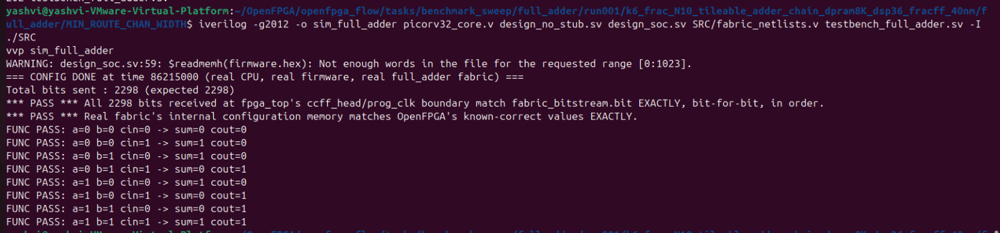 yashvi@yashvi-VMware-Virtual-Platform:~/OpenFPGA/openfpga_flow/tasks/benchmark_sweep/full_adder/run001/k6_frac_N10_tileable_adder_chain_dpram8K_dsp36_fracff_40nm/f
ull_adder/MIN_ROUTE_CHAN_WIDTH$ iverilog -g2012 -o sim_full_adder picorv32_core.v design_no_stub.sv design_soc.sv SRC/fabric_netlists.v testbench_full_adder.sv -I
./SRC
vvp sim_full_adder
WARNING: design_soc.sv:59: $readmemh(firmware.hex): Not enough words in the file for the requested range [0:1023].
=== CONFIG DONE at time 86215000 (real CPU, real firmware, real full_adder fabric) ===
Total bits sent : 2298 (expected 2298)
*** PASS *** All 2298 bits received at fpga_top's ccff_head/prog_clk boundary match fabric_bitstream.bit EXACTLY, bit-for-bit, in order.
*** PASS *** Real fabric's internal configuration memory matches OpenFPGA's known-correct values EXACTLY.
FUNC PASS: a=0 b=0 cin=0 -> sum=0 cout=0
FUNC PASS: a=0 b=0 cin=1 -> sum=1 cout=0
FUNC PASS: a=0 b=1 cin=0 -> sum=1 cout=0
FUNC PASS: a=0 b=1 cin=1 -> sum=0 cout=1
FUNC PASS: a=1 b=0 cin=0 -> sum=1 cout=0
FUNC PASS: a=1 b=0 cin=1 -> sum=0 cout=1
FUNC PASS: a=1 b=1 cin=0 -> sum=0 cout=1
FUNC PASS: a=1 b=1 cin=1 -> sum=1 cout=1